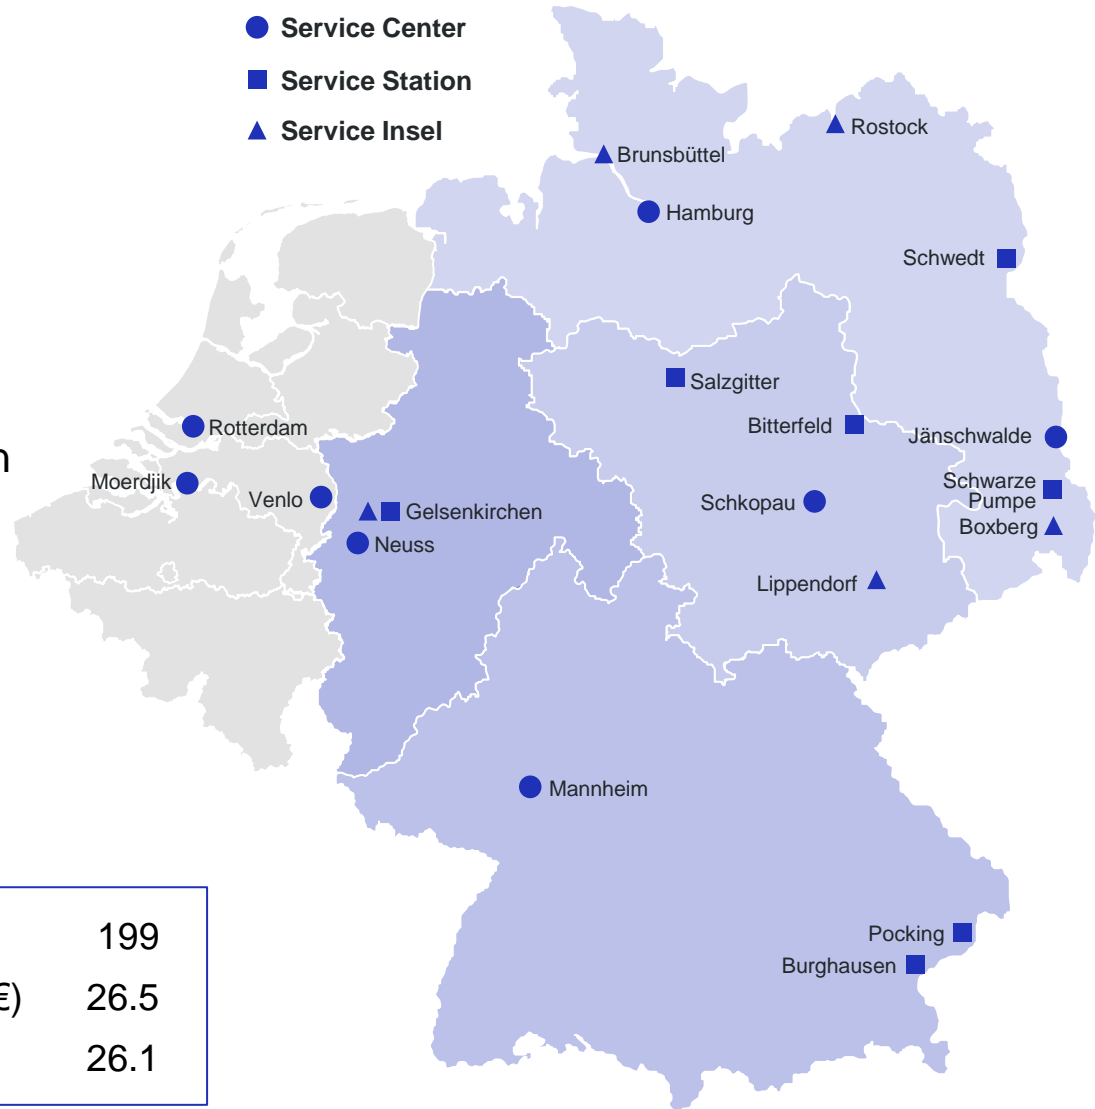 Service Center
Service Station
Service Insel
Rostock
Brunsbüttel
Hamburg
Schwedt
Salzgitter
Bitterfeld
Rotterdam
Jänschwalde
n
Moerdjik
Schwarze
Pumpe
Venlo
Schkopau
Gelsenkirchen
Boxberg
Neuss
Lippendorf
Mannheim
199
Pocking
Burghausen
€) 26.5
26.1